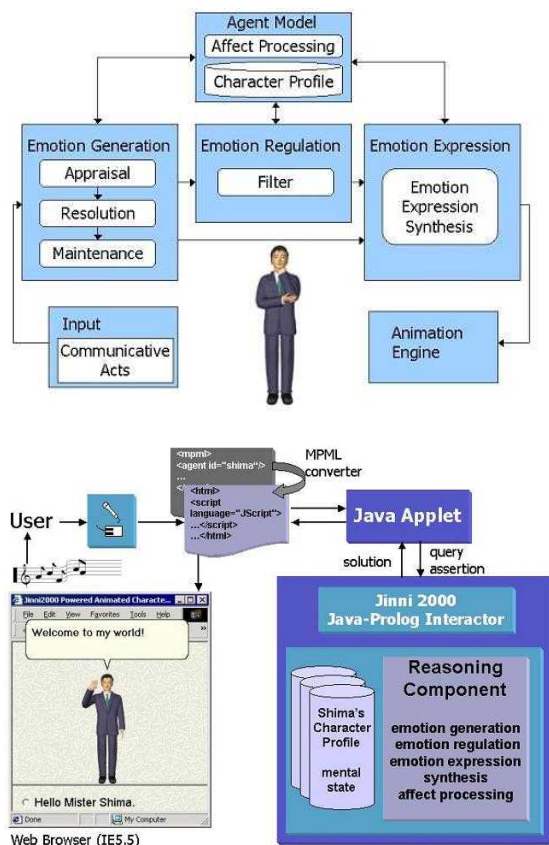 Agent Model
Affect Processing
Character Profile
Emotion Generation
Appraisal
Resolution
Maintenance
Emotion Regulation
Filter
Emotion Expression
Emotion
Expression
Synthesis
Input
Communicative
Acts
Animation
Engine
<mpml>
<agent id="shima"/>
...
</
<html>
<script
language="JScript">
...</script>
...</html>
MPML
converter
User
Java Applet
solution
query
assertion
Jinni2000 Powered Animated Characte...
File Edit View Favorites Tools Help
Welcome to my world!
Hello Mister Shima.
Done
My Computer
Web Browser (IE5.5)
Jinni 2000
Java-Prolog Interactor
Shima's
Character
Profile
mental
state
Reasoning
Component
emotion generation
emotion regulation
emotion expression
synthesis
affect processing